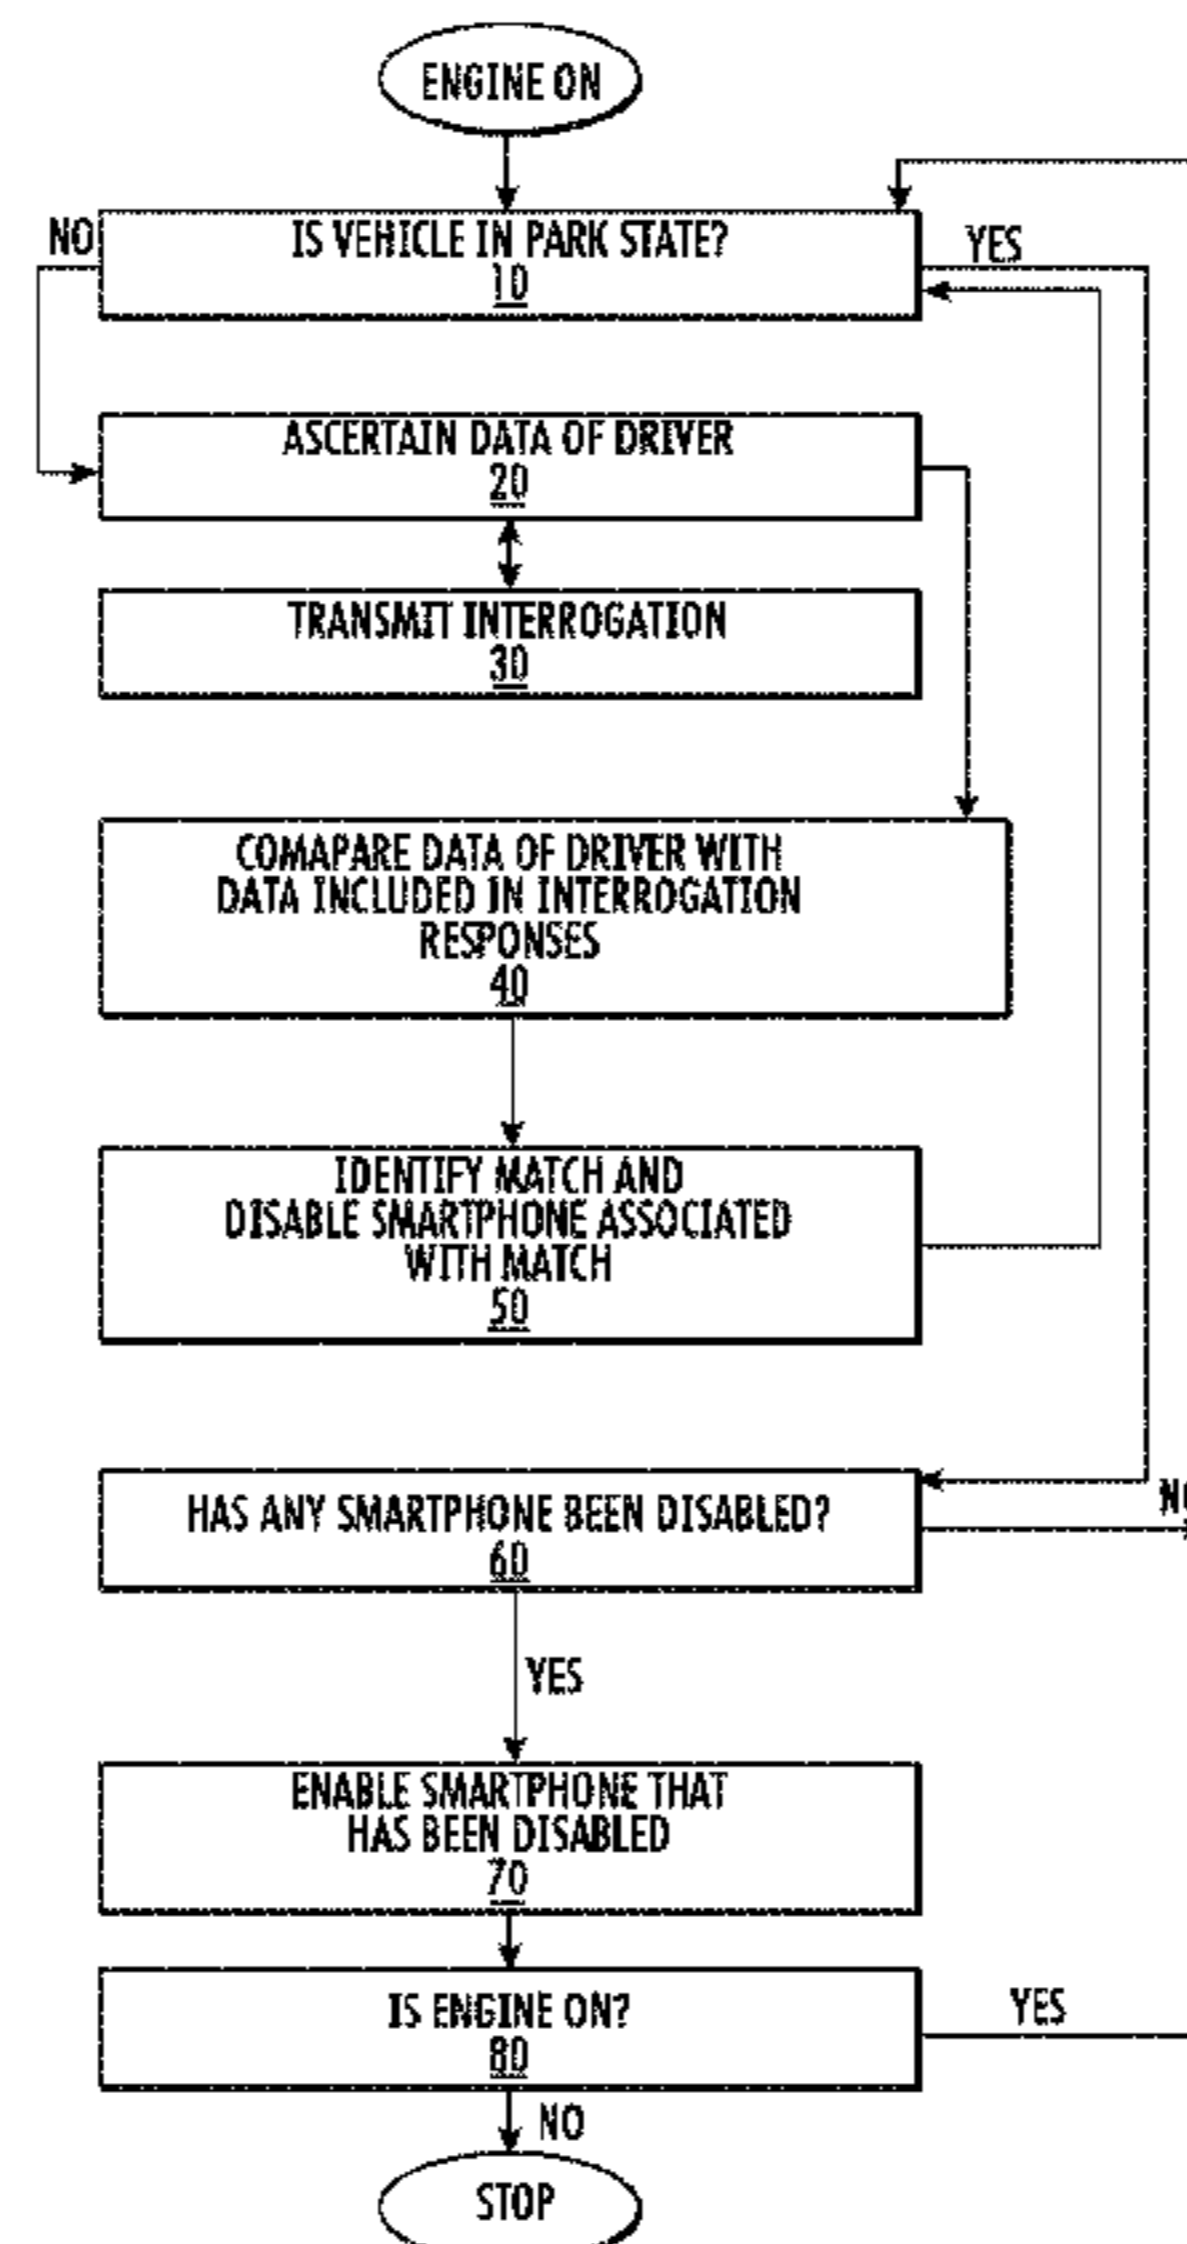 ENGINE ON
NO
IS VEHICLE IN PARK STATE?
YES
10
ASCERTAIN DATA OF DRIVER
20
TRANSMIT INTERROGATION
30
COMAPARE DATA OF DRIVER WITH
DATA INCLUDED IN INTERROGATION
RESPONSES
40
IDENTIFY MATCH AND
DISABLE SMARTPHONE ASSOCIATED
WITH MATCH
50
HAS ANY SMARTPHONE BEEN DISABLED?
60
YES
ENABLE SMARTPHONE THAT
HAS BEEN DISABLED
70
IS ENGINE ON?
YES
80
NO
STOP